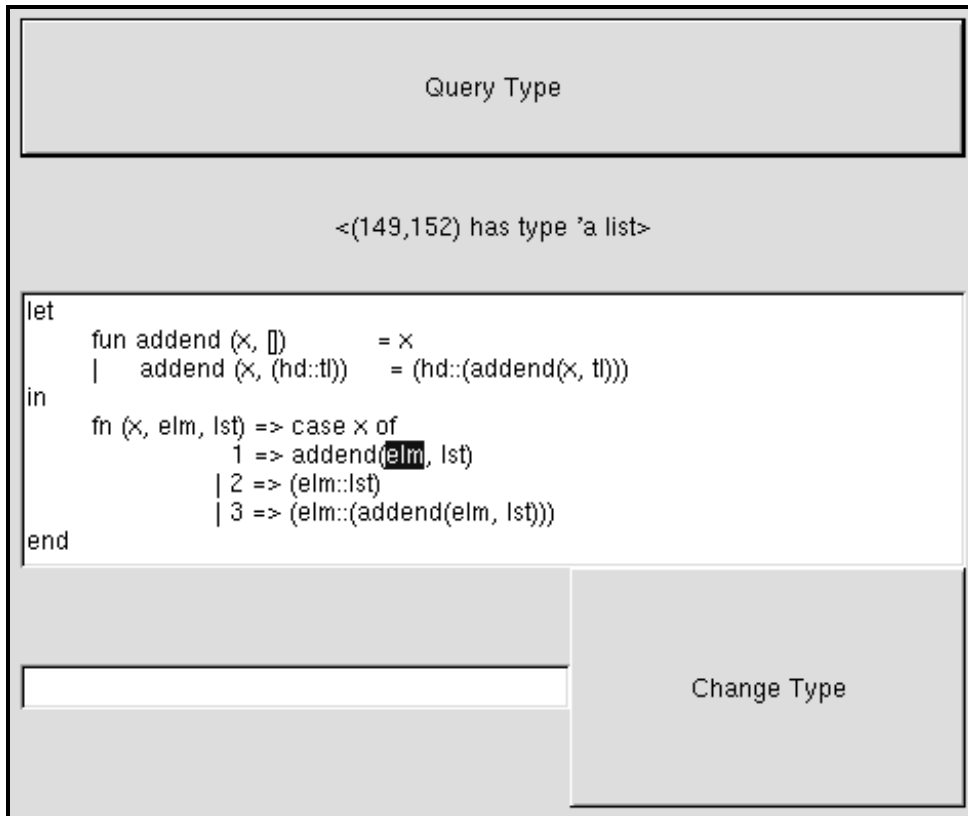 Query Type
<(149,152) has type 'a list>
let
fun addend (x, []) = x
| addend (x, (hd::tl)) = (hd::(addend(x, tl)))
in
fn (x, elm, lst) => case x of
1 => addend(elm, lst)
| 2 => (elm::lst)
| 3 => (elm::(addend(elm, lst)))
end
Change Type